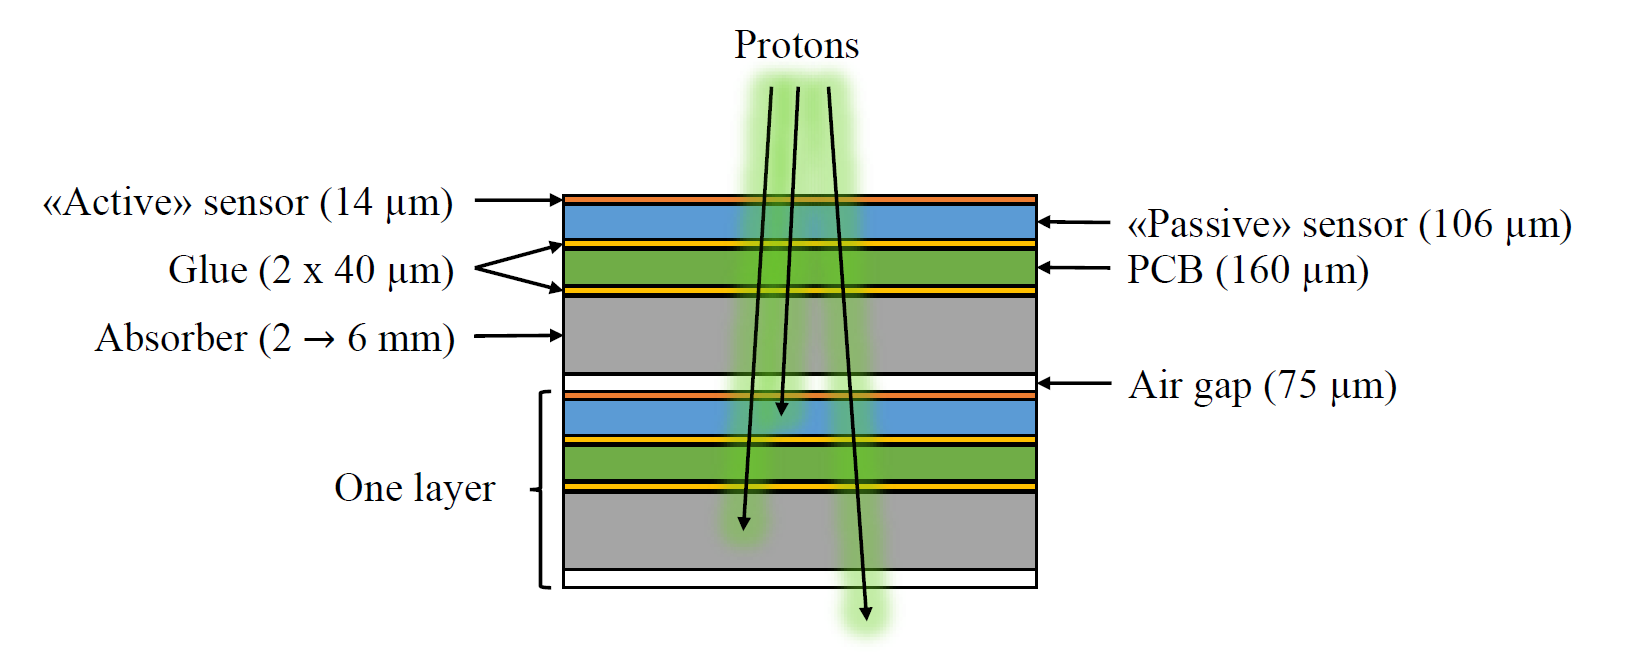 Protons
«Active» sensor (14 µm)
«Passive» sensor (106 µm)
Glue (2 x 40 µm)
PCB (160 µm)
Absorber (2 → 6 mm)
Air gap (75 µm)
One layer